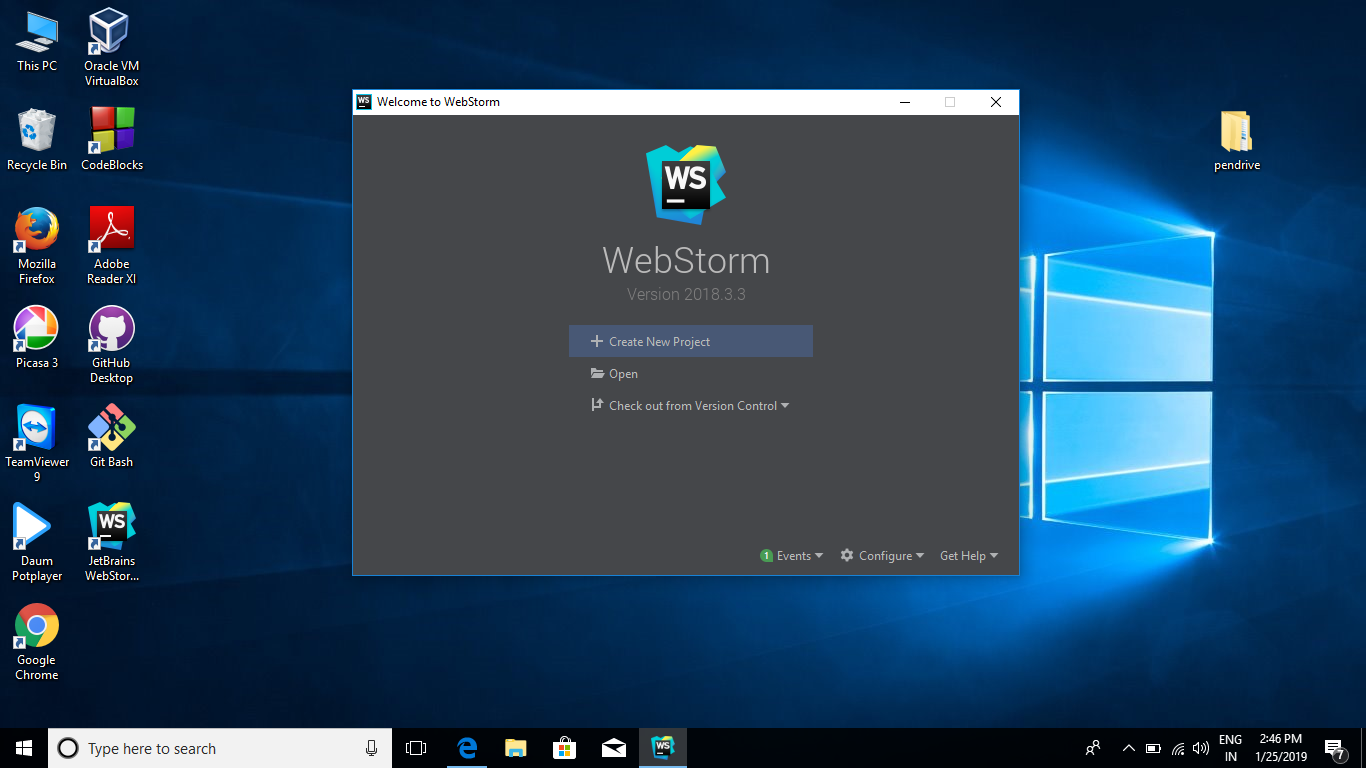 This PC
Oracle VM
VirtualBox
Recycle Bin
CodeBlocks
Mozilla
Firefox
Adobe
Reader XI
Picasa 3
GitHub
Desktop
TeamViewer
9
Git Bash
Daum
Potplayer
WS
JetBrains
WebStor...
Google
Chrome
WS
Welcome to WebStorm
WS
WebStorm
Version 2018.3.3
Create New Project
Open
Check out from Version Control
1 Events
Configure
Get Help
pendrive
Type here to search
WS
ENG
IN
2:46 PM
1/25/2019
7